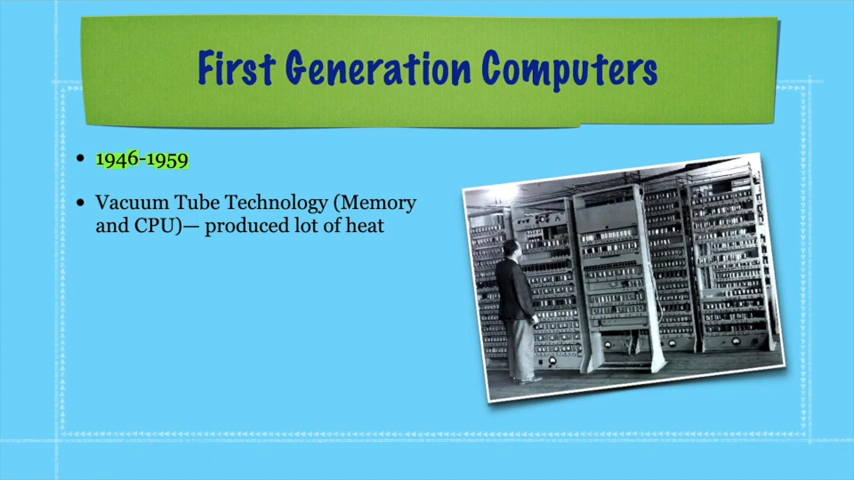 First Generation Computers
• 1946-1959
• Vacuum Tube Technology (Memory
and CPU)— produced lot of heat